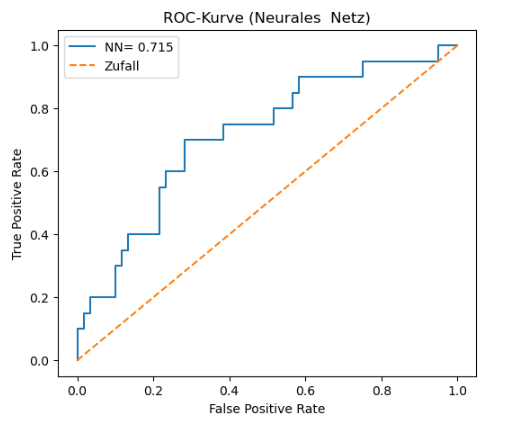 ROC-Kurve (Neurales  Netz)
NN= 0.715
Zufall
True Positive Rate
1.0
0.8
0.6
0.4
0.2
0.0
0.0 0.2 0.4 0.6 0.8 1.0
False Positive Rate